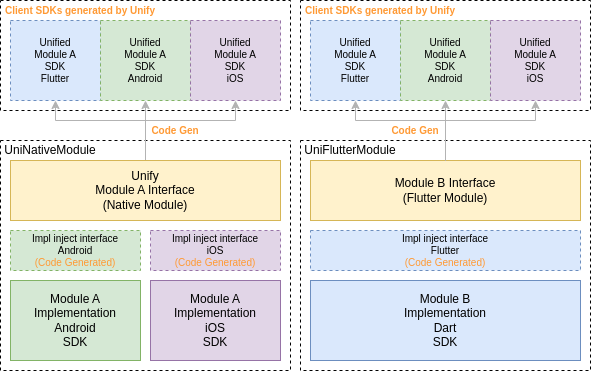 Client SDKs generated by Unify
Unified
Module A
SDK
Flutter
Unified
Module A
SDK
Android
Unified
Module A
SDK
iOS
Code Gen
UniNativeModule
Unify
Module A Interface
(Native Module)
Impl inject interface
Android
(Code Generated)
Impl inject interface
iOS
(Code Generated)
Module A
Implementation
Android
SDK
Module A
Implementation
iOS
SDK
Client SDKs generated by Unify
Unified
Module A
SDK
Flutter
Unified
Module A
SDK
Android
Unified
Module A
SDK
iOS
Code Gen
UniFlutterModule
Module B Interface
(Flutter Module)
Impl inject interface
Flutter
(Code Generated)
Module B
Implementation
Dart
SDK